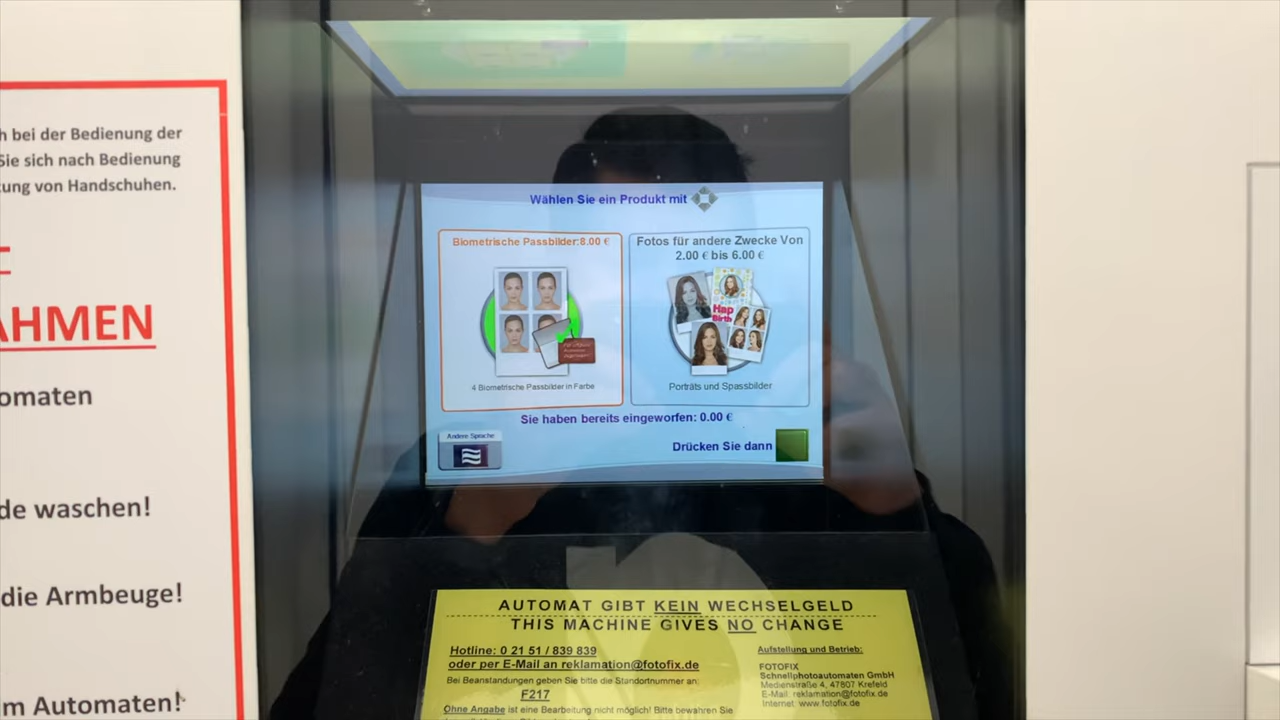 h bei der Bedienung der
Sie sich nach Bedienung
tung von Handschuhen.
AHMEN
omaten
de waschen!
die Armbeuge!
m Automaten!
Wählen Sie ein Produkt mit
Biometrische Passbilder:8.00 €
4 Biometrische Passbilder in Farbe
Fotos für andere Zwecke Von
2.00 € bis 6.00 €
Hap
Birth
Porträts und Spassbilder
Sie haben bereits eingeworfen: 0.00 €
Andere Sprache
Drücken Sie dann
AUTOMAT GIBT KEIN WECHSELGELD
THIS MACHINE GIVES NO CHANGE
Hotline: 0 21 51 / 839 839
oder per E-Mail an reklamation@fotofix.de
Bei Beanstandungen geben Sie bitte die Standortnummer an:
F217
Ohne Angabe ist eine Bearbeitung nicht möglich! Bitte bewahren Sie
Aufstellung und Betrieb:
FOTOFIX
Schnellphotoautomaten GmbH
Medienstraße 4, 47807 Krefeld
E-Mail: reklamation@fotofix.de
Internet: www.fotofix.de